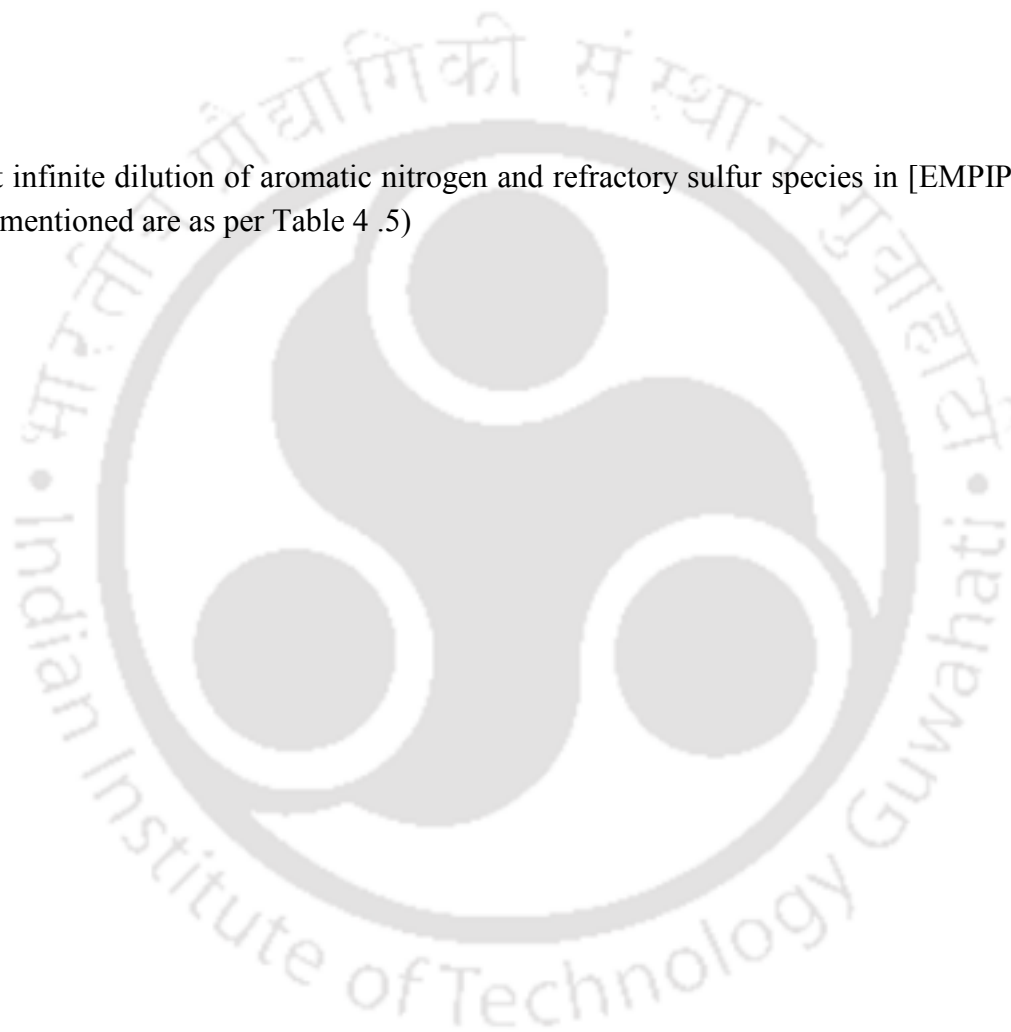 t infinite dilution of aromatic nitrogen and refractory sulfur species in [EMPIP
mentioned are as per Table 4 .5)
भारतीय प्रौद्योगिकी संस्थान गुवाहाटी
Indian Institute of Technology Guwahati